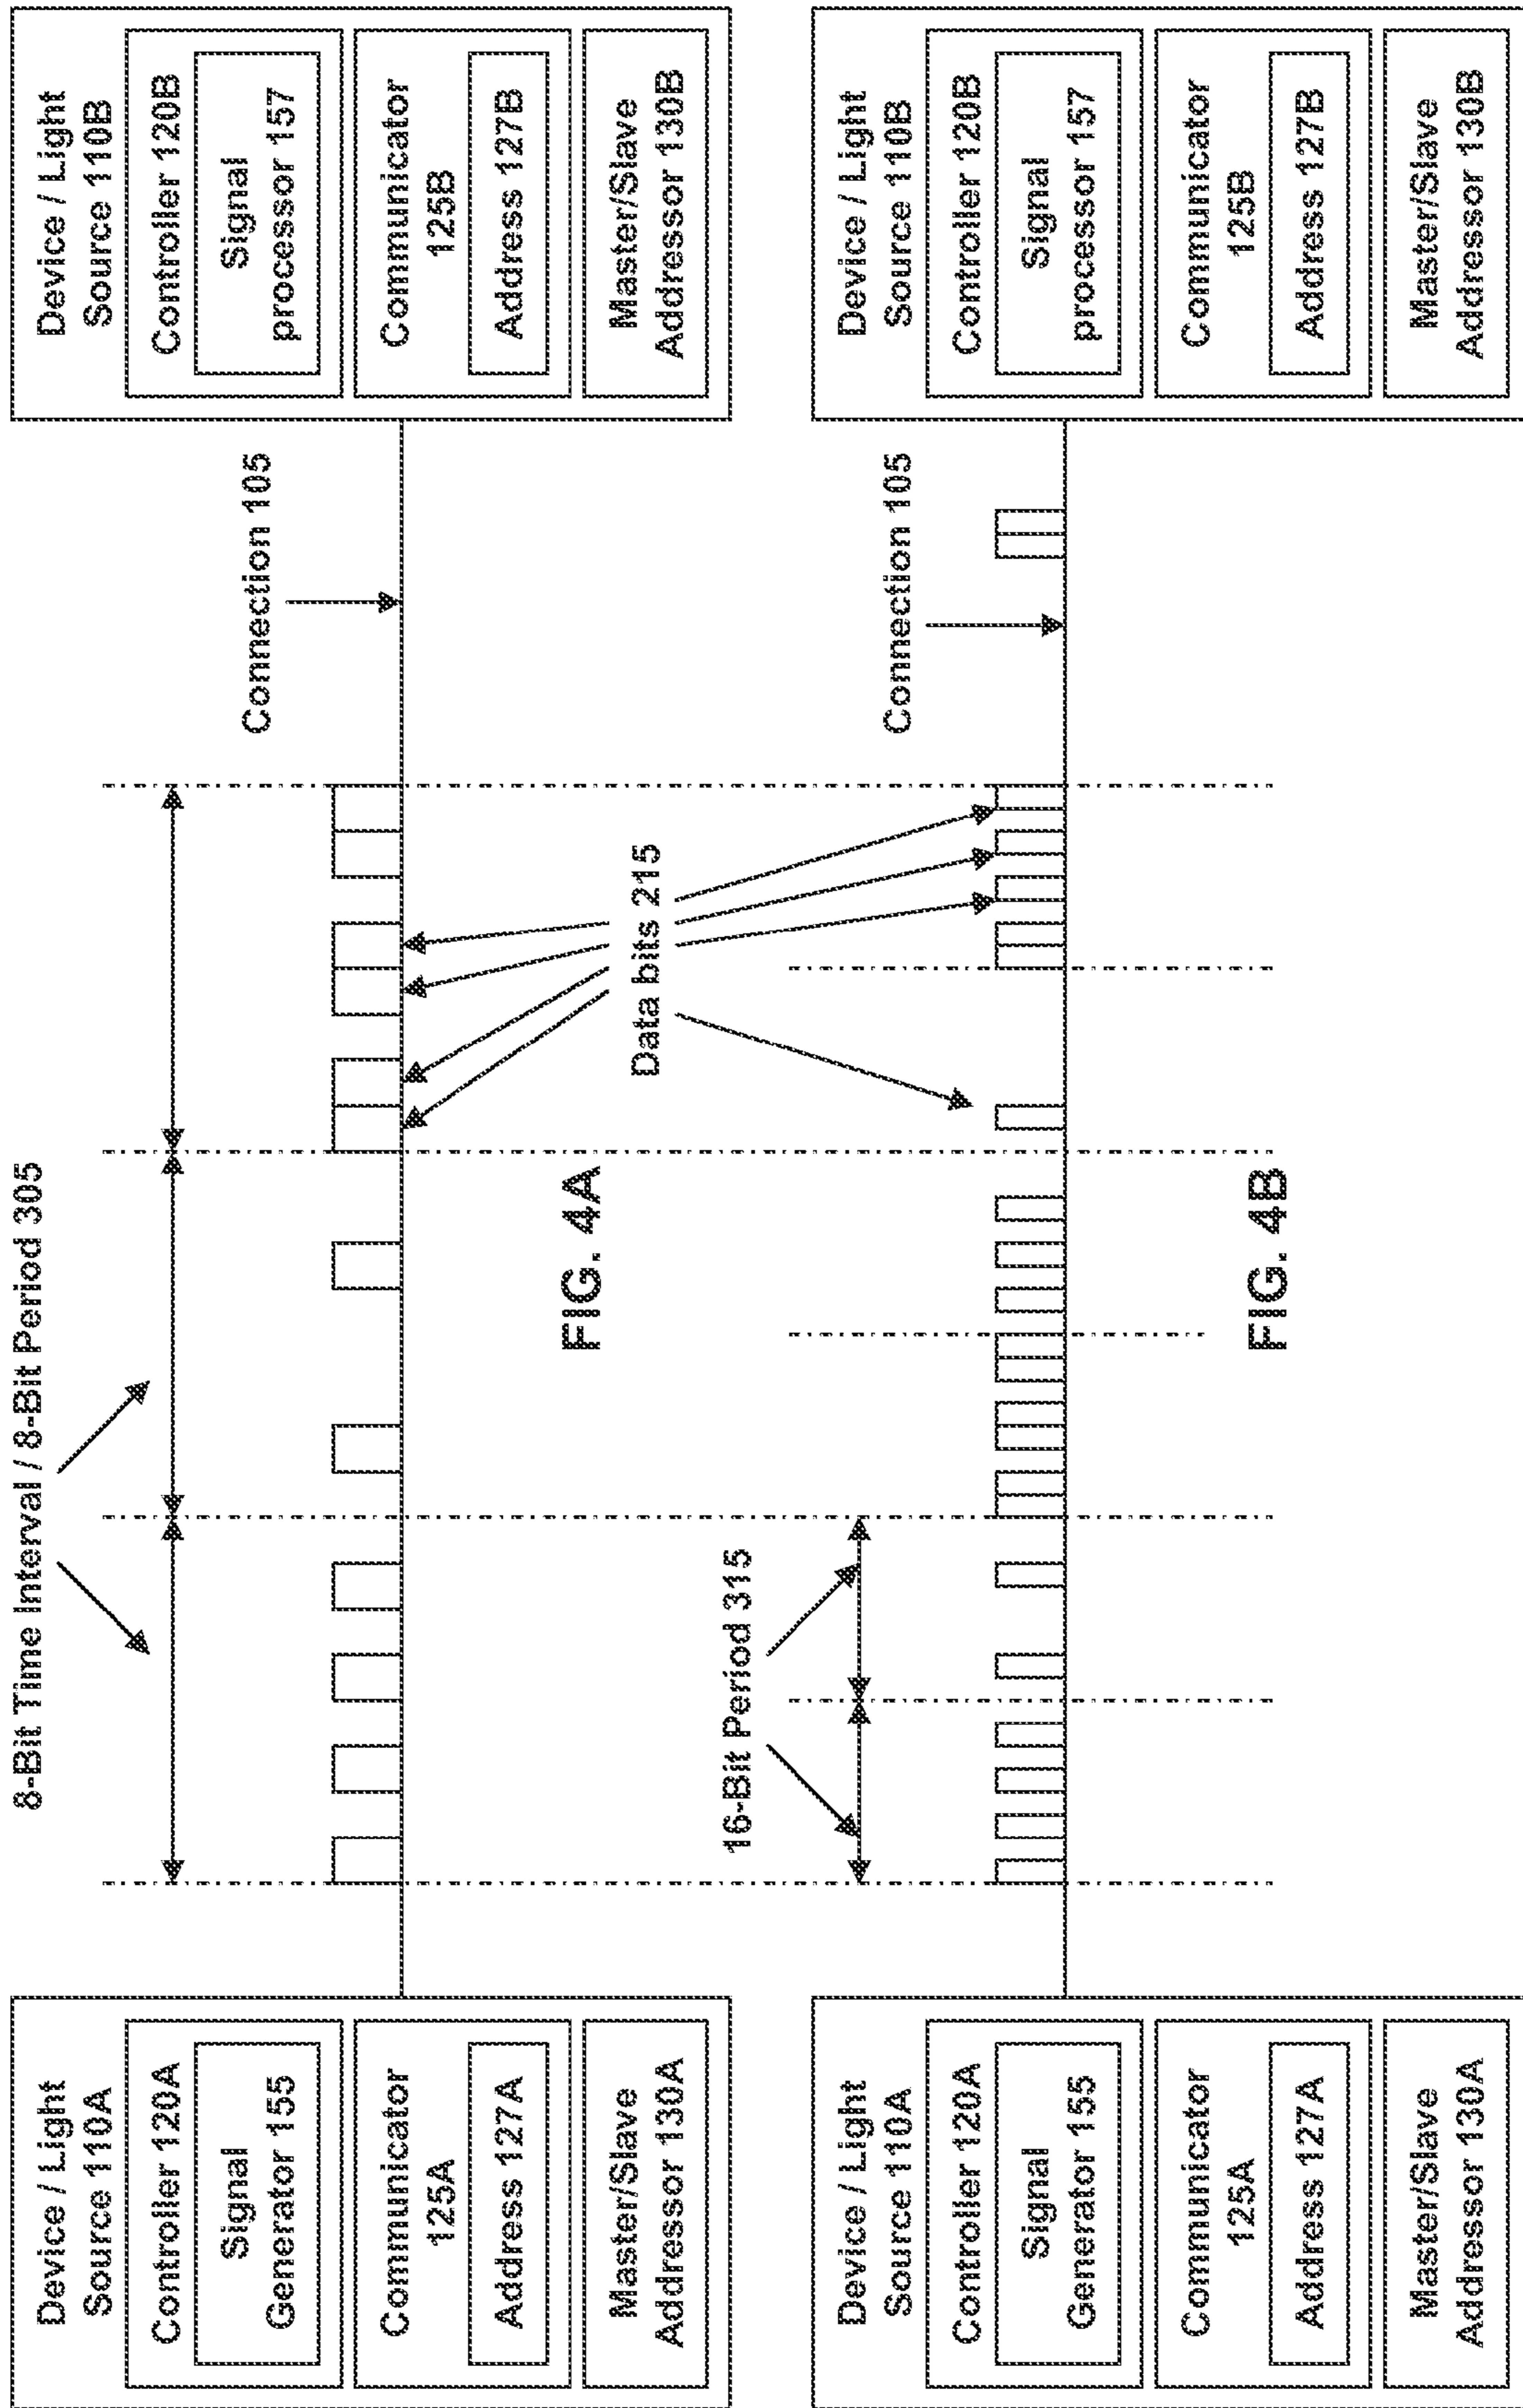 8-Bit Time Interval / 8-Bit Period 305
Device / Light
Source 110A
Controller 120A
Signal
Generator 155
Communicator
125A
Address 127A
Master/Slave
Addressor 130A
Connection 105
Device / Light
Source 110B
Controller 120B
Signal
processor 157
Communicator
125B
Address 127B
Master/Slave
Addressor 130B
FIG. 4A
Data bits 215
16-Bit Period 315
Device / Light
Source 110A
Controller 120A
Signal
Generator 155
Communicator
125A
Address 127A
Master/Slave
Addressor 130A
Connection 105
Device / Light
Source 110B
Controller 120B
Signal
processor 157
Communicator
125B
Address 127B
Master/Slave
Addressor 130B
FIG. 4B